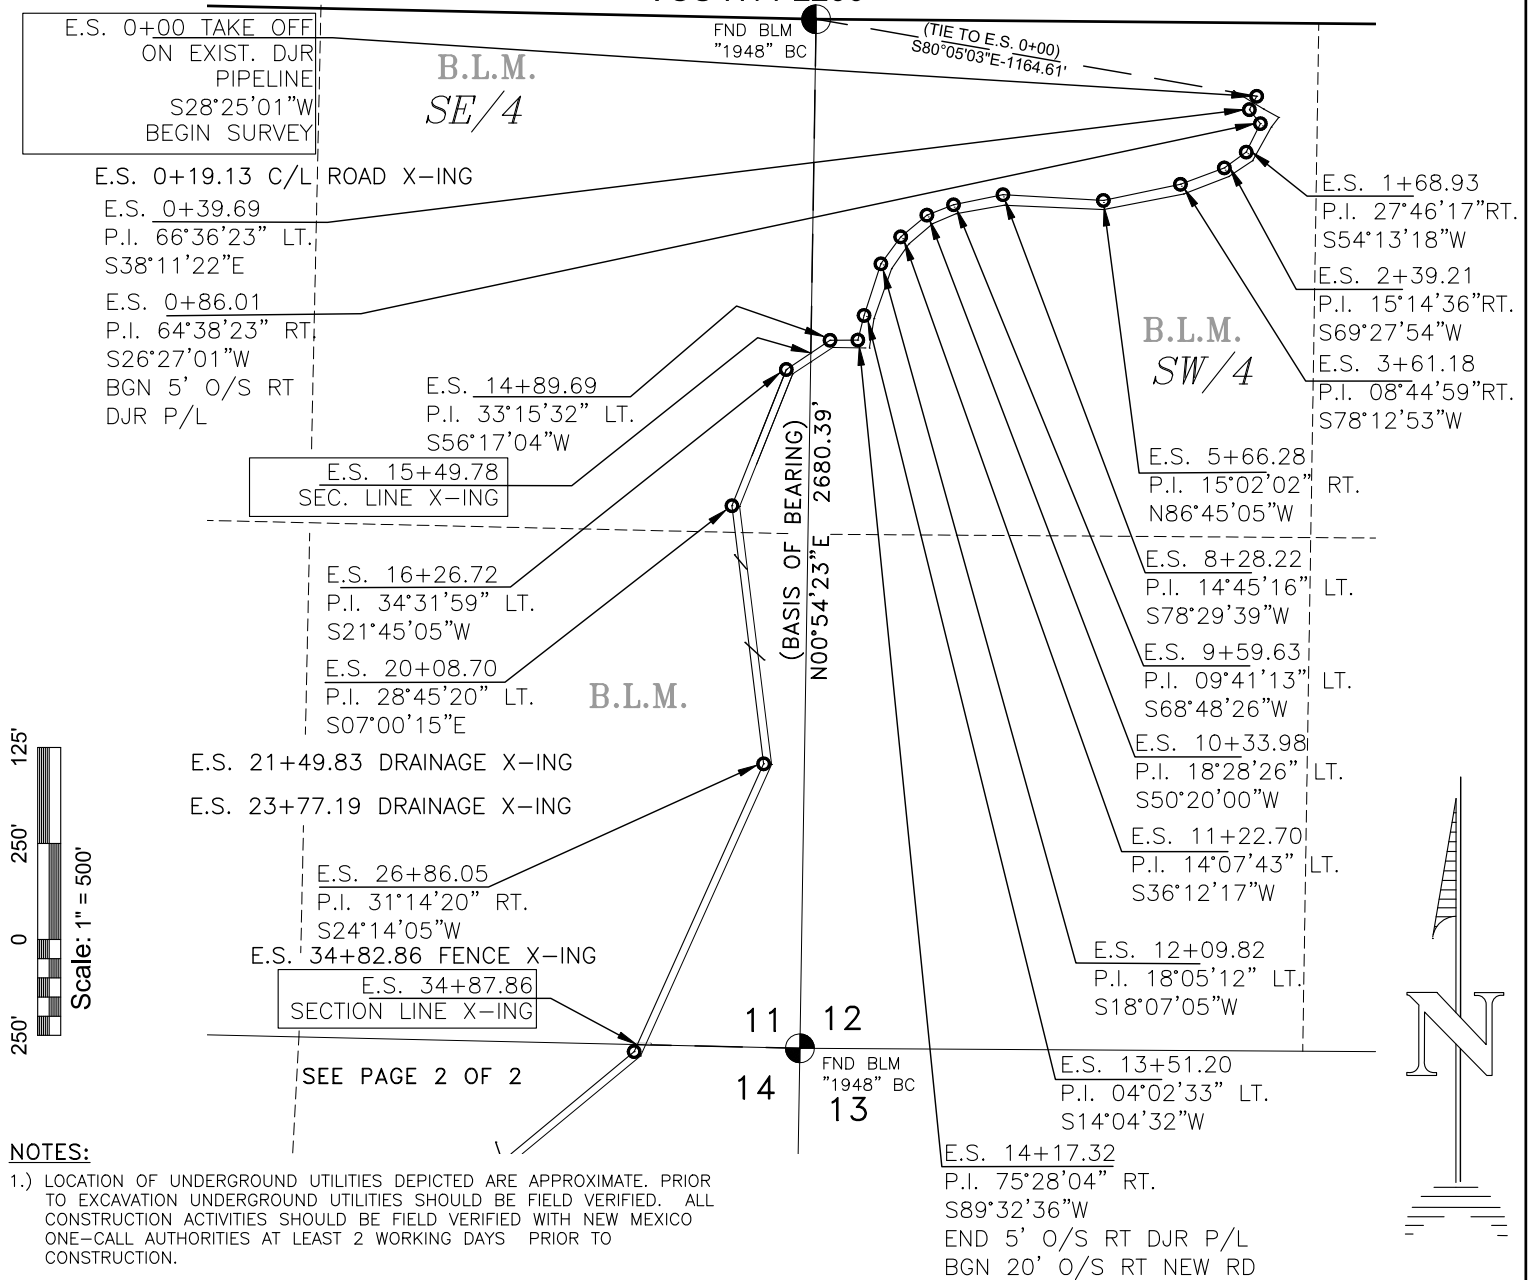 E.S. 0+00 TAKE OFF
ON EXIST. DJR
PIPELINE
S28°25'01"W
BEGIN SURVEY
B.L.M.
SE/4
FND BLM
"1948" BC
(TIE TO E.S. 0+00)
S80°05'03"E-1164.61'
E.S. 0+19.13 C/L ROAD X-ING
E.S. 0+39.69
P.I. 66°36'23" LT.
S38°11'22"E
E.S. 0+86.01
P.I. 64°38'23" RT.
S26°27'01"W
BGN 5' O/S RT
DJR P/L
E.S. 14+89.69
P.I. 33°15'32" LT.
S56°17'04"W
E.S. 15+49.78
SEC. LINE X-ING
E.S. 16+26.72
P.I. 34°31'59" LT.
S21°45'05"W
E.S. 20+08.70
P.I. 28°45'20" LT.
S07°00'15"E
B.L.M.
E.S. 21+49.83 DRAINAGE X-ING
E.S. 23+77.19 DRAINAGE X-ING
E.S. 26+86.05
P.I. 31°14'20" RT.
S24°14'05"W
E.S. 34+82.86 FENCE X-ING
E.S. 34+87.86
SECTION LINE X-ING
SEE PAGE 2 OF 2
(BASIS OF BEARING)
N00°54'23"E 2680.39'
E.S. 1+68.93
P.I. 27°46'17"RT.
S54°13'18"W
E.S. 2+39.21
P.I. 15°14'36"RT.
S69°27'54"W
B.L.M.
SW/4
E.S. 3+61.18
P.I. 08°44'59"RT.
S78°12'53"W
E.S. 5+66.28
P.I. 15°02'02" RT.
N86°45'05"W
E.S. 8+28.22
P.I. 14°45'16" LT.
S78°29'39"W
E.S. 9+59.63
P.I. 09°41'13" LT.
S68°48'26"W
E.S. 10+33.98
P.I. 18°28'26" LT.
S50°20'00"W
E.S. 11+22.70
P.I. 14°07'43" LT.
S36°12'17"W
E.S. 12+09.82
P.I. 18°05'12" LT.
S18°07'05"W
E.S. 13+51.20
P.I. 04°02'33" LT.
S14°04'32"W
E.S. 14+17.32
P.I. 75°28'04" RT.
S89°32'36"W
END 5' O/S RT DJR P/L
BGN 20' O/S RT NEW RD
11 12
14 13
FND BLM
"1948" BC
125'
250'
0
250'
Scale: 1" = 500'
N
NOTES:
1.) LOCATION OF UNDERGROUND UTILITIES DEPICTED ARE APPROXIMATE. PRIOR
TO EXCAVATION UNDERGROUND UTILITIES SHOULD BE FIELD VERIFIED. ALL
CONSTRUCTION ACTIVITIES SHOULD BE FIELD VERIFIED WITH NEW MEXICO
ONE-CALL AUTHORITIES AT LEAST 2 WORKING DAYS PRIOR TO
CONSTRUCTION.